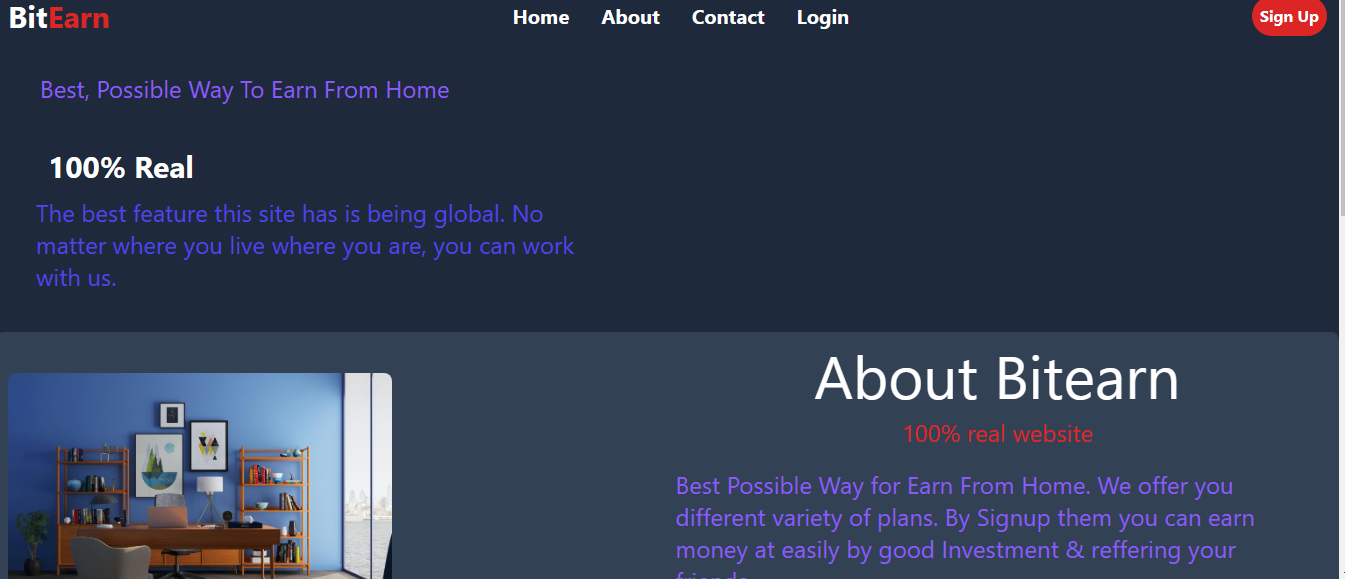 BitEarn
Home About Contact Login
Sign Up
Best, Possible Way To Earn From Home
100% Real
The best feature this site has is being global. No
matter where you live where you are, you can work
with us.
About Bitearn
100% real website
Best Possible Way for Earn From Home. We offer you
different variety of plans. By Signup them you can earn
money at easily by good Investment & reffering your
friends